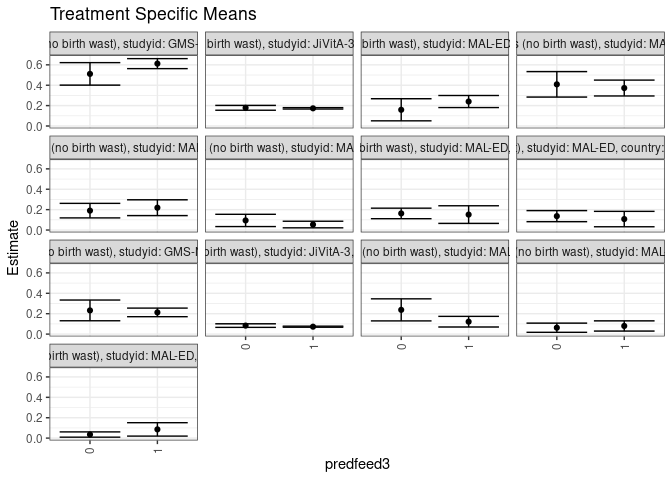 Treatment Specific Means
no birth wast), studyid: GMS-
birth wast), studyid: JiVitA-3
birth wast), studyid: MAL-ED
(no birth wast), studyid: MA
(no birth wast), studyid: MA
(no birth wast), studyid: MA
birth wast), studyid: MAL-ED,
), studyid: MAL-ED, country:
birth wast), studyid: GMS-
birth wast), studyid: JiVitA-3,
(no birth wast), studyid: MAL
(no birth wast), studyid: MAL
birth wast), studyid: MAL-ED,
0.6
0.4
0.2
0.0
0.6
0.4
0.2
0.0
0.6
0.4
0.2
0.0
0.6
0.4
0.2
0.0
Estimate
0
1
0
1
0
1
0
1
predfeed3